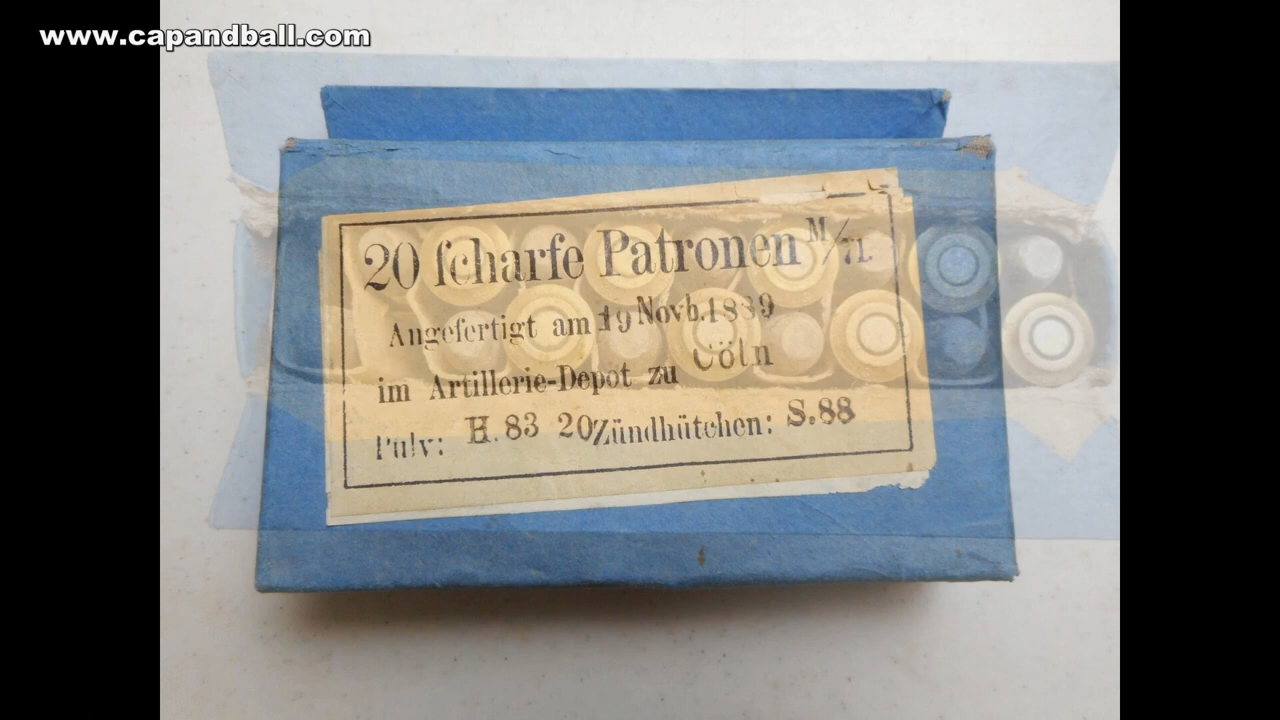 www.capandball.com
20 ſcharfe Patronen M/71.
Angefertigt am 19 Novb. 1889
im Artillerie-Depot zu Cöln
Pulv: H. 83 20 Zündhütchen: S.88